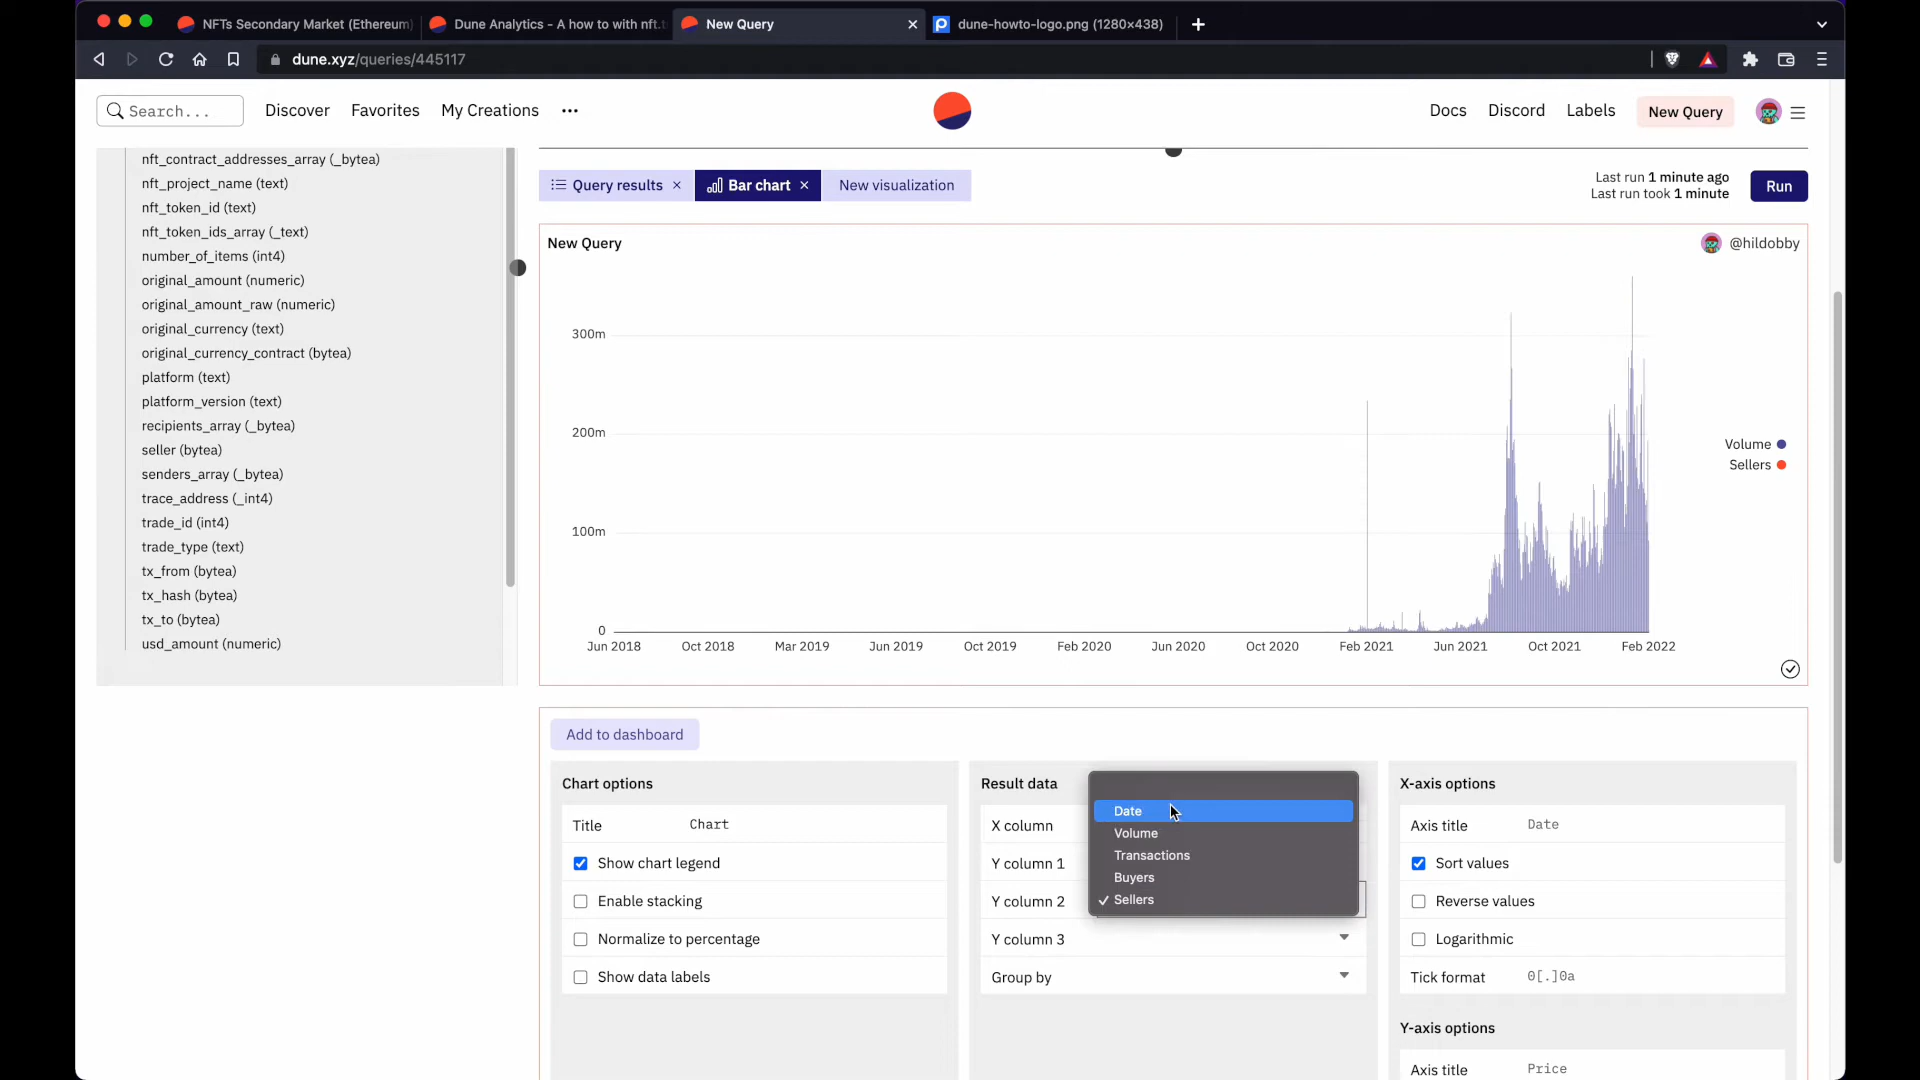 NFTs Secondary Market (Ethereum)
Dune Analytics - A how to with nft.t
New Query
dune-howto-logo.png (1280×438)
dune.xyz/queries/445117
Search...
Discover
Favorites
My Creations
Docs
Discord
Labels
New Query
nft_contract_addresses_array (_bytea)
nft_project_name (text)
nft_token_id (text)
nft_token_ids_array (_text)
number_of_items (int4)
original_amount (numeric)
original_amount_raw (numeric)
original_currency (text)
original_currency_contract (bytea)
platform (text)
platform_version (text)
recipients_array (_bytea)
seller (bytea)
senders_array (_bytea)
trace_address (_int4)
trade_id (int4)
trade_type (text)
tx_from (bytea)
tx_hash (bytea)
tx_to (bytea)
usd_amount (numeric)
Query results
Bar chart
New visualization
Last run 1 minute ago
Last run took 1 minute
Run
New Query
@hildobby
300m
200m
100m
0
Jun 2018
Oct 2018
Mar 2019
Jun 2019
Oct 2019
Feb 2020
Jun 2020
Oct 2020
Feb 2021
Jun 2021
Oct 2021
Feb 2022
Volume
Sellers
Add to dashboard
Chart options
Title
Chart
Show chart legend
Enable stacking
Normalize to percentage
Show data labels
Result data
X column
Y column 1
Y column 2
Y column 3
Group by
Date
Volume
Transactions
Buyers
Sellers
X-axis options
Axis title
Date
Sort values
Reverse values
Logarithmic
Tick format
0[.]0a
Y-axis options
Axis title
Price